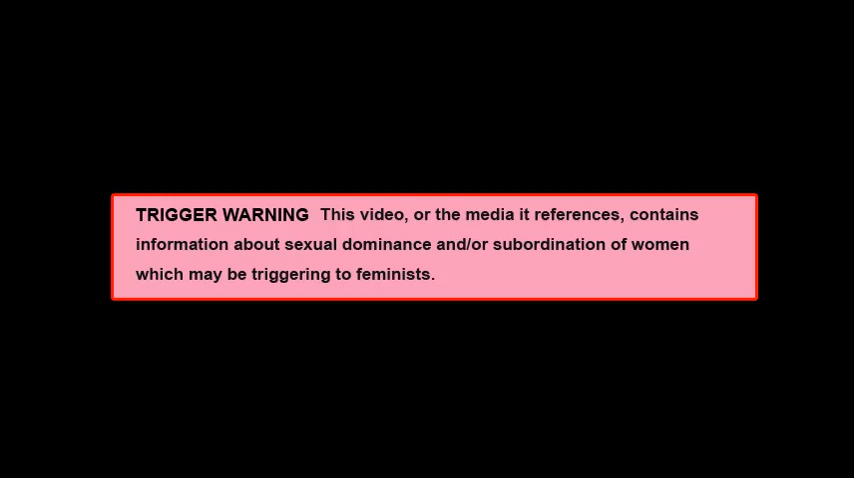 TRIGGER WARNING This video, or the media it references, contains
information about sexual dominance and/or subordination of women
which may be triggering to feminists.